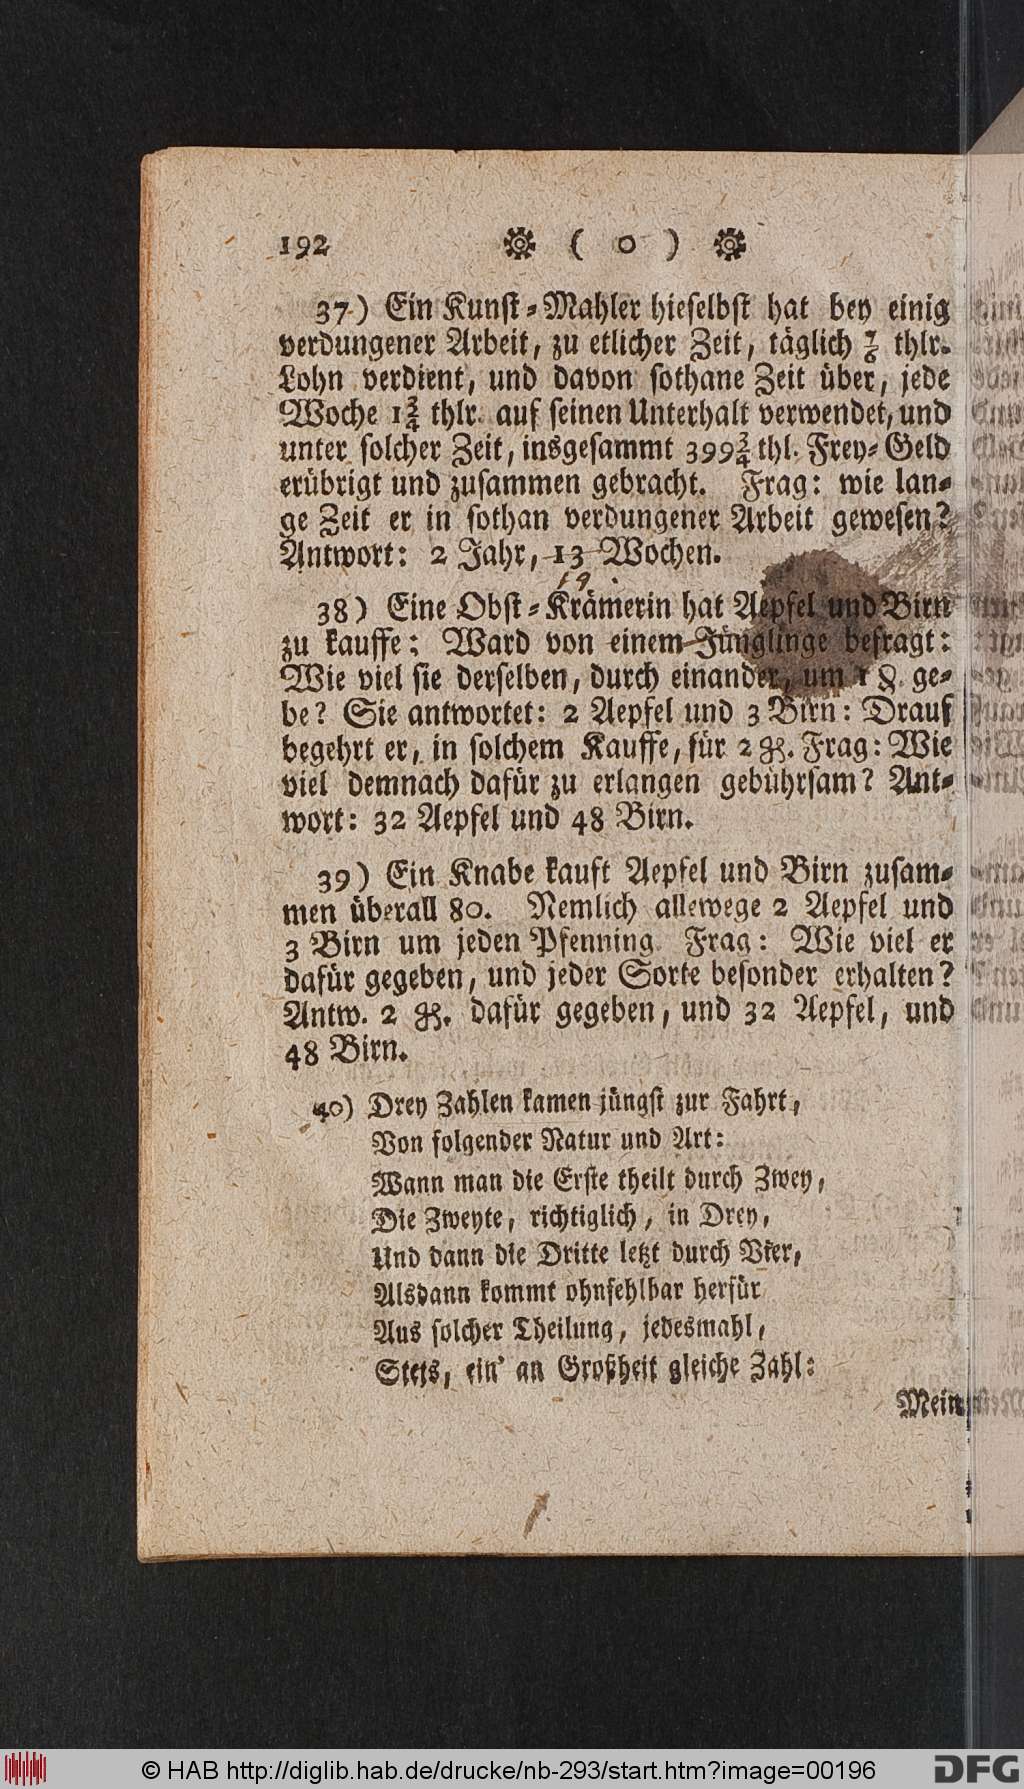 192 ( o )
37) Ein Kunst-Mahler hieselbst hat bey einig
verdungener Arbeit, zu etlicher Zeit, täglich 7/6 thlr.
Lohn verdient, und davon sothane Zeit über, jede
Woche 1 3/4 thlr. auf seinen Unterhalt verwendet, und
unter solcher Zeit, insgesammt 399 3/4 thl. Frey-Geld
erübrigt und zusammen gebracht. Frag: wie lan-
ge Zeit er in sothan verdungener Arbeit gewesen?
Antwort: 2 Jahr, 13 Wochen.
19
38) Eine Obst-Krämerin hat Aepfel und Birn
zu kauffe: Ward von einem Jünglinge befragt:
Wie viel sie derselben, durch einander, um 1 ₰. ge-
be? Sie antwortet: 2 Aepfel und 3 Birn: Drauf
begehrt er, in solchem Kauffe, für 2 gR. Frag: Wie
viel demnach dafür zu erlangen gebührsam? Ant-
wort: 32 Aepfel und 48 Birn.
39) Ein Knabe kauft Aepfel und Birn zusam-
men überall 80. Nemlich allewege 2 Aepfel und
3 Birn um jeden Pfenning. Frag: Wie viel er
dafür gegeben, und jeder Sorte besonder erhalten?
Antw. 2 gR. dafür gegeben, und 32 Aepfel, und
48 Birn.
40) Drey Zahlen kamen jüngst zur Fahrt,
Von folgender Natur und Art:
Wann man die Erste theilt durch Zwey,
Die Zweyte, richtiglich, in Drey,
Und dann die Dritte letzt durch Vier,
Alsdann kommt ohnfehlbar herfür
Aus solcher Theilung, jedesmahl,
Stets, ein' an Großheit gleiche Zahl:
Mein
© HAB http://diglib.hab.de/drucke/nb-293/start.htm?image=00196
DFG